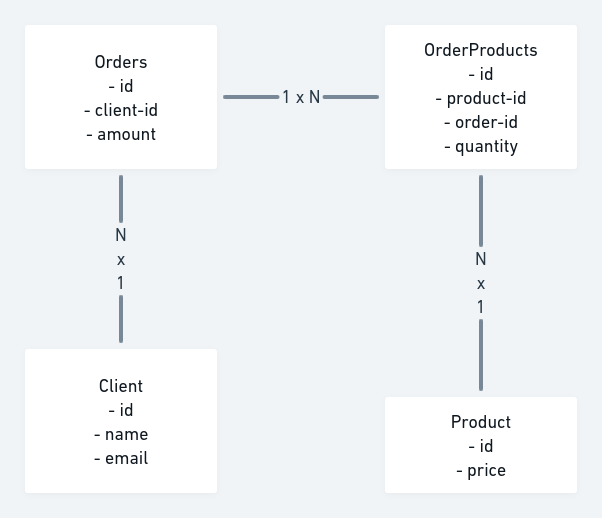 Orders
- id
- client-id
- amount
1 x N
OrderProducts
- id
- product-id
- order-id
- quantity
N
x
1
N
x
1
Client
- id
- name
- email
Product
- id
- price